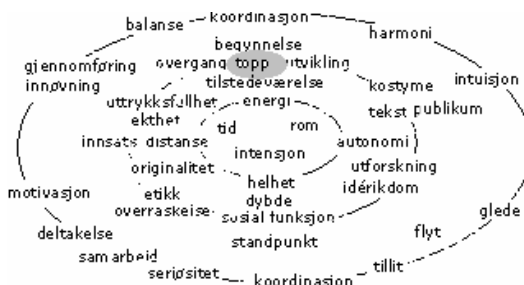 koordinasjon
balanse
harmoni
begynnelse
overgang topp utvikling
gjennomføring
intuisjon
tilstedeværelse
innøvning
kostyme
uttrykksfullhet
energi
tekst publikum
ekthet
tid
rom
innsats distanse
autonomi
intensjon
originalitet
utforskning
helhet
idérikdom
motivasjon
etikk
dybde
overraskelse
glede
sosial funksjon
deltakelse
flyt
standpunkt
samarbeid
tillit
seriøsitet
koordinasjon